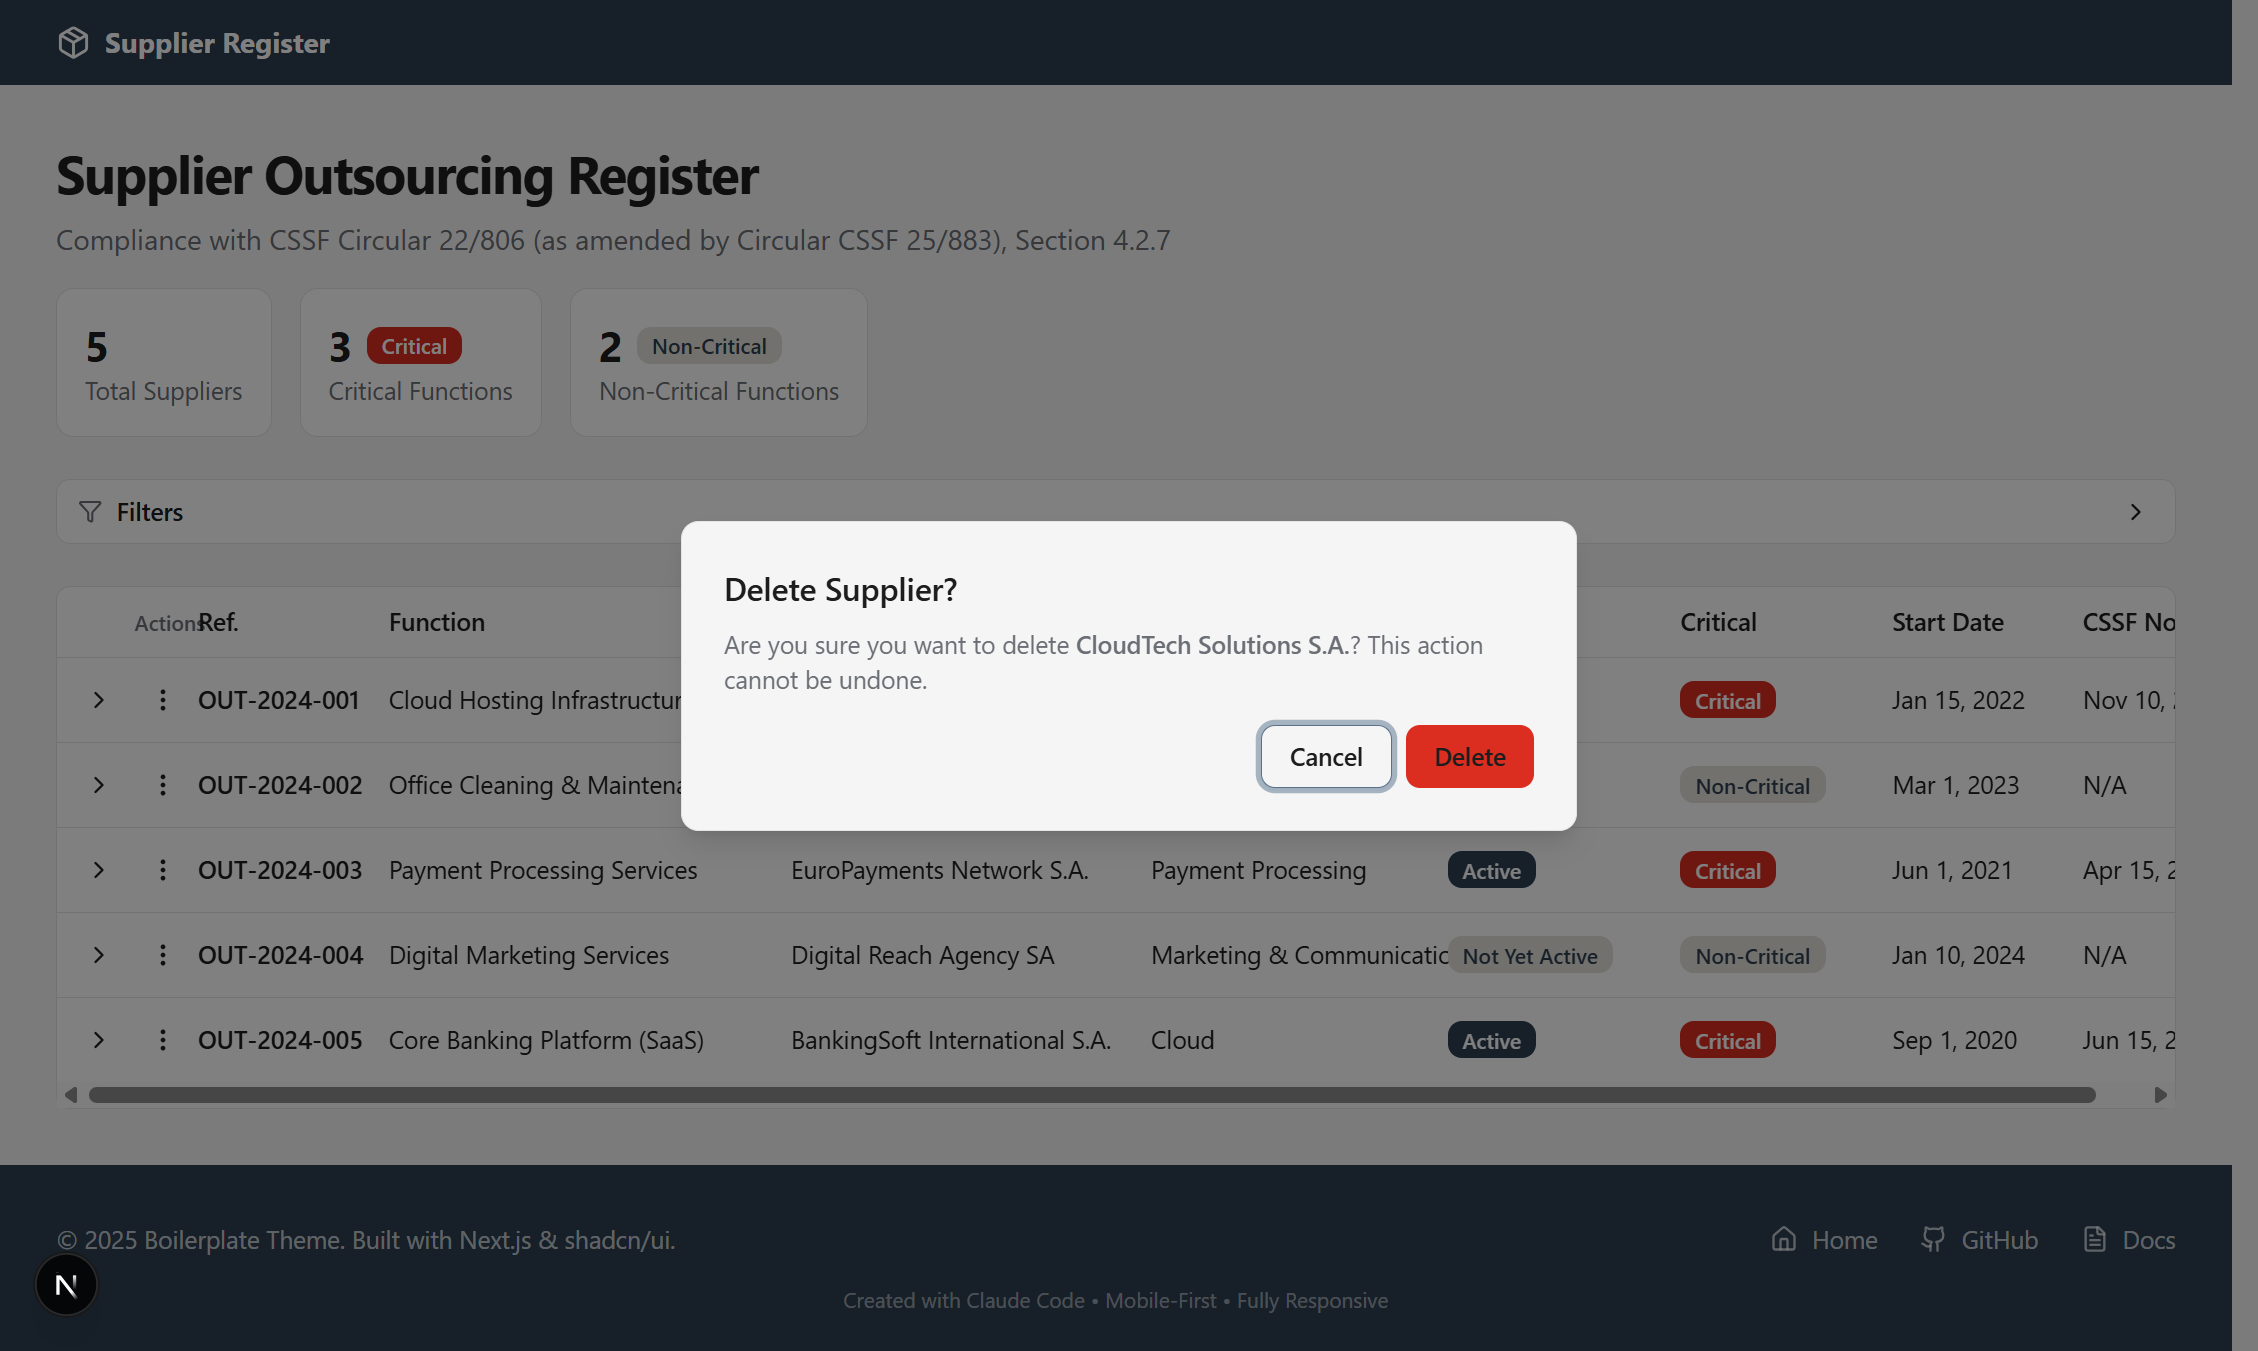 Supplier Register
Supplier Outsourcing Register
Compliance with CSSF Circular 22/806 (as amended by Circular CSSF 25/883), Section 4.2.7
5
Total Suppliers
3 Critical
Critical Functions
2 Non-Critical
Non-Critical Functions
Filters
Delete Supplier?
Are you sure you want to delete CloudTech Solutions S.A.? This action
cannot be undone.
Cancel Delete
Actions Ref. Function Critical Start Date CSSF No
OUT-2024-001 Cloud Hosting Infrastructur Critical Jan 15, 2022 Nov 10,
OUT-2024-002 Office Cleaning & Maintena Non-Critical Mar 1, 2023 N/A
OUT-2024-003 Payment Processing Services EuroPayments Network S.A. Payment Processing Active Critical Jun 1, 2021 Apr 15, 2
OUT-2024-004 Digital Marketing Services Digital Reach Agency SA Marketing & Communicatio Not Yet Active Non-Critical Jan 10, 2024 N/A
OUT-2024-005 Core Banking Platform (SaaS) BankingSoft International S.A. Cloud Active Critical Sep 1, 2020 Jun 15, 2
© 2025 Boilerplate Theme. Built with Next.js & shadcn/ui.
Home GitHub Docs
N
Created with Claude Code • Mobile-First • Fully Responsive